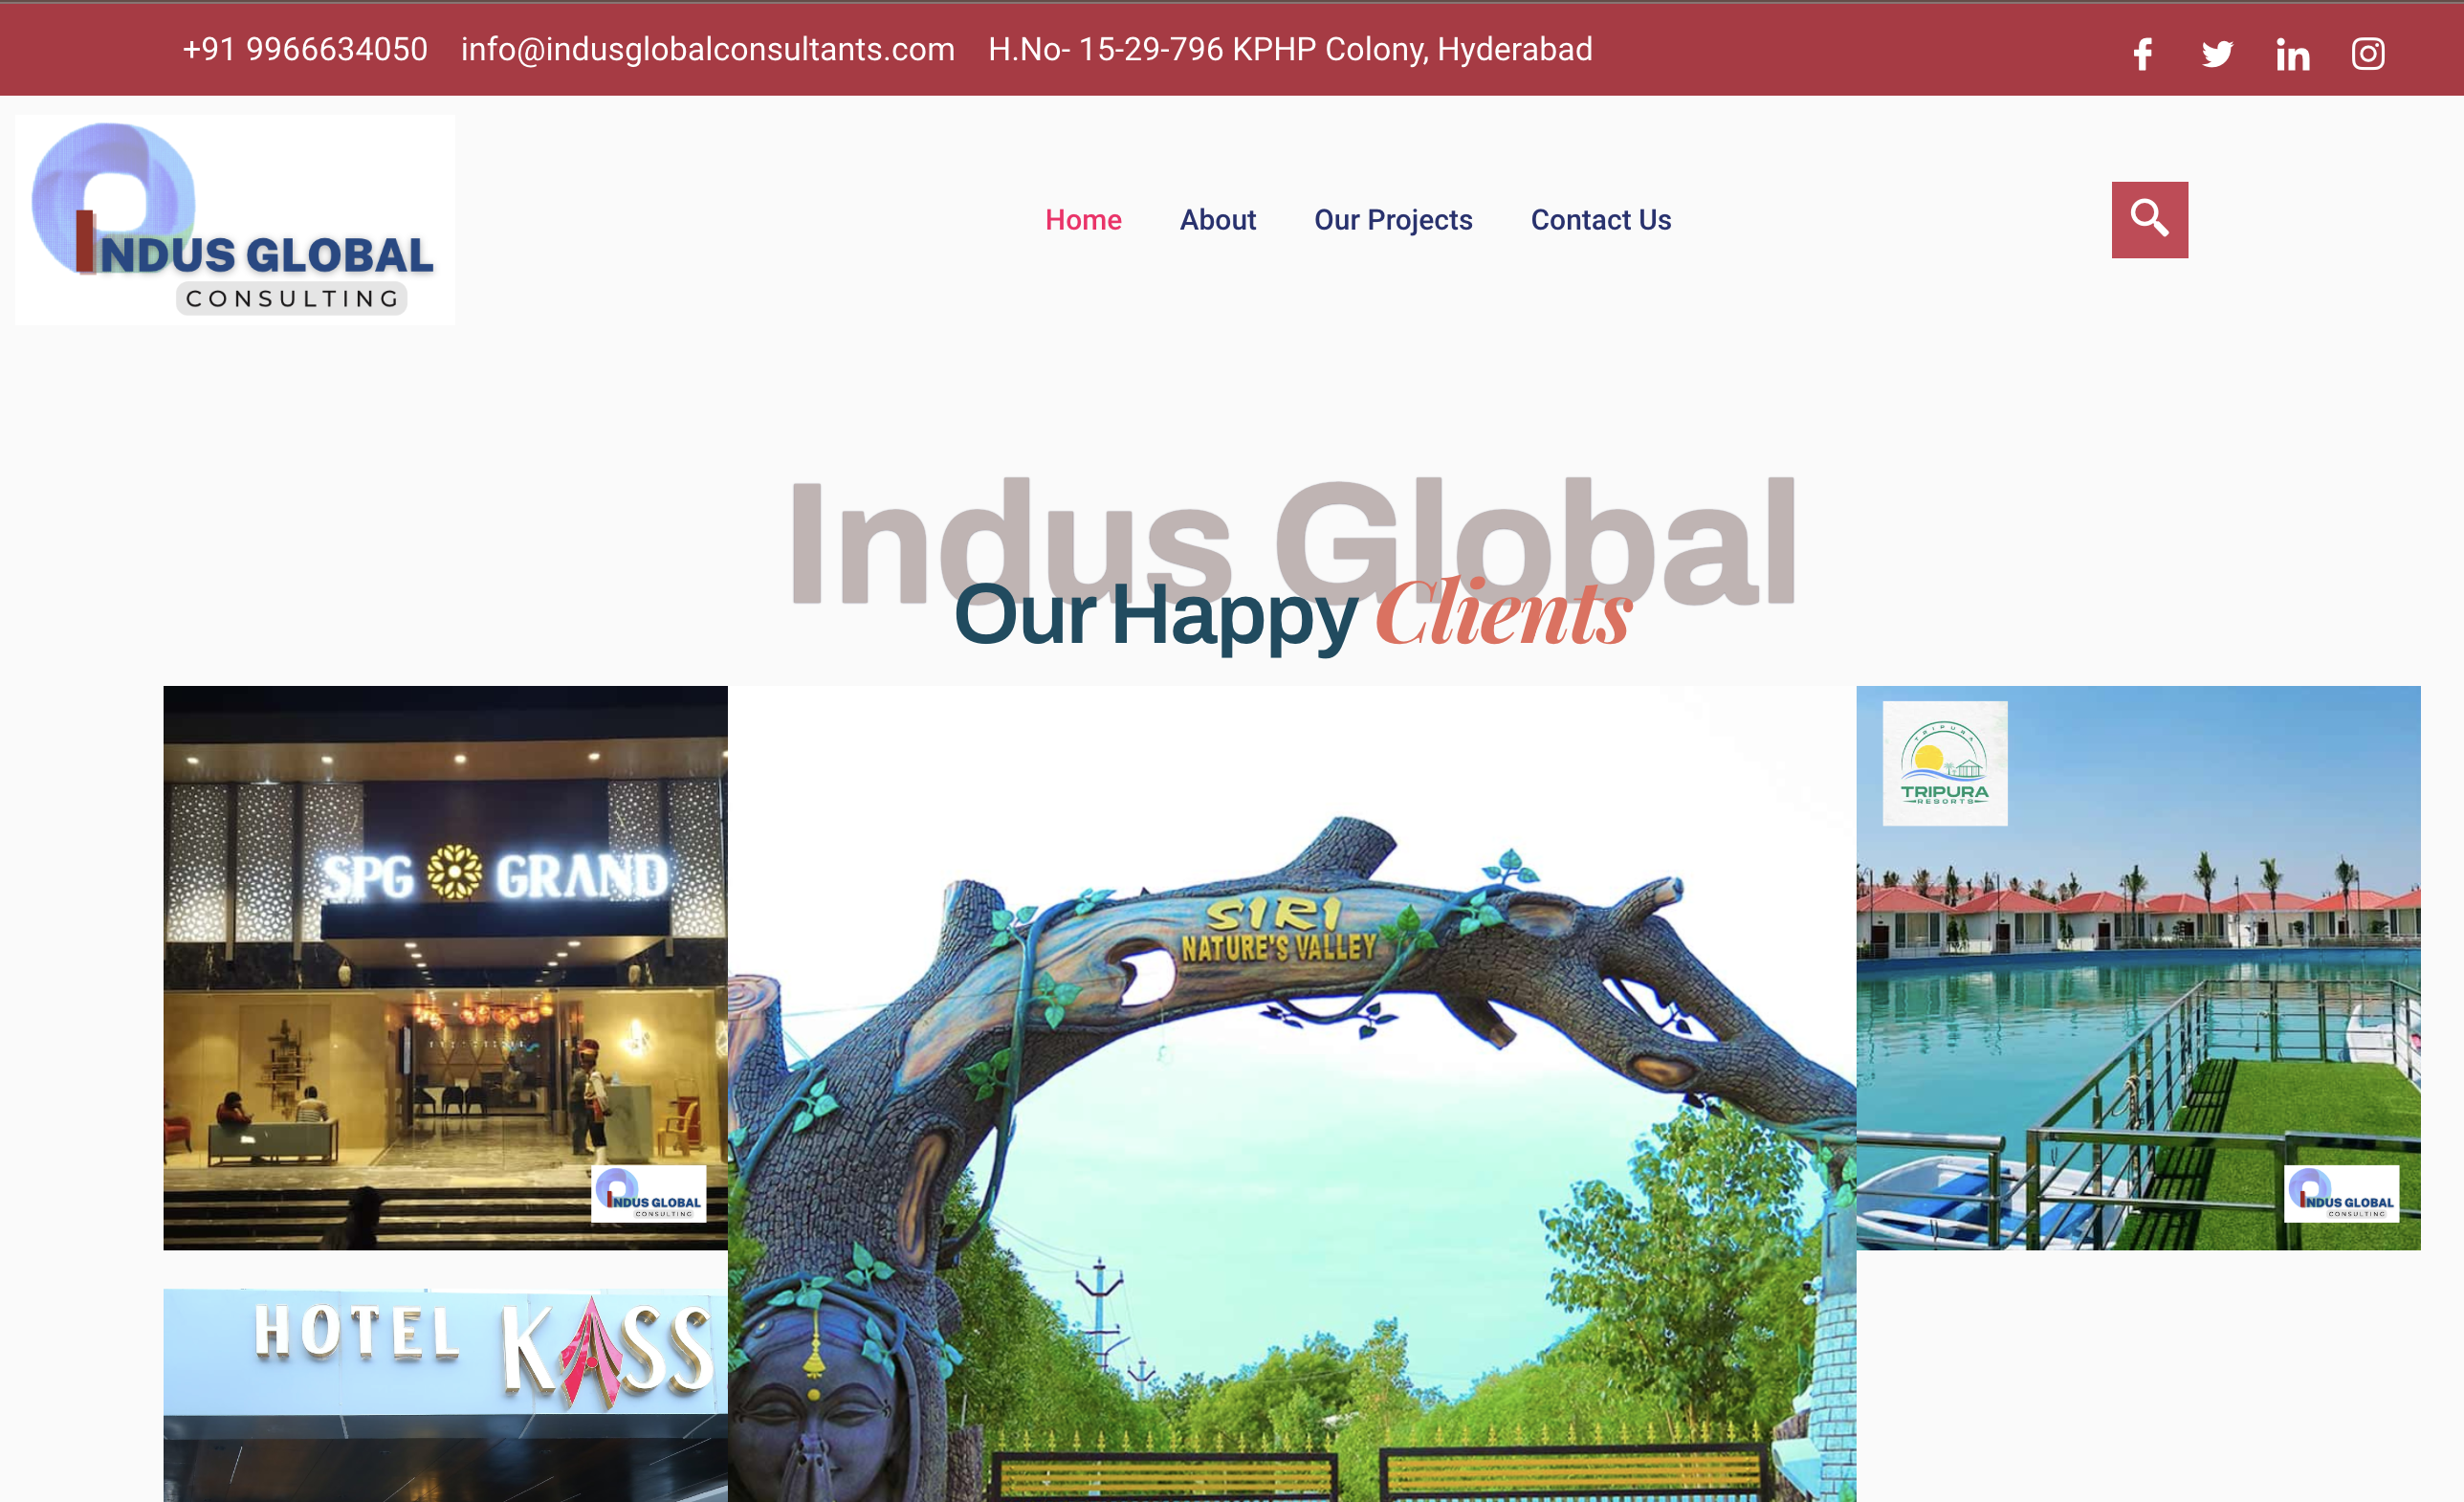 +91 9966634050 info@indusglobalconsultants.com H.No- 15-29-796 KPHP Colony, Hyderabad
INDUS GLOBAL
CONSULTING
Home About Our Projects Contact Us
Indus Global
Our Happy Clients
SPG GRAND
INDUS GLOBAL
CONSULTING
SIRI
NATURE'S VALLEY
TRIPURA
TRIPURA
RESORTS
INDUS GLOBAL
CONSULTING
HOTEL KASS